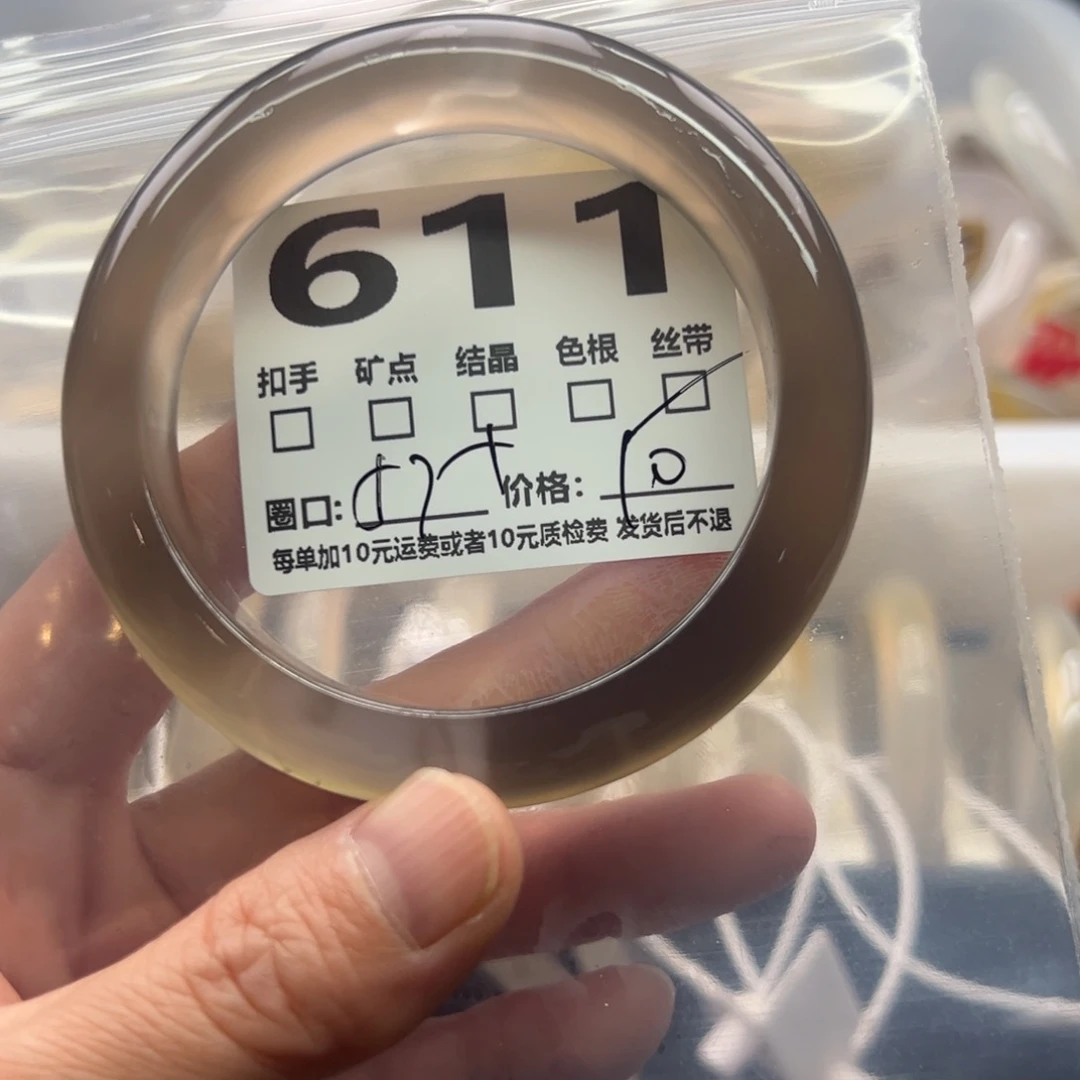 611
扣手 矿点 结晶 色根 丝带
圈口: 价格:
每单加10元运费或者10元质检费 发货后不退